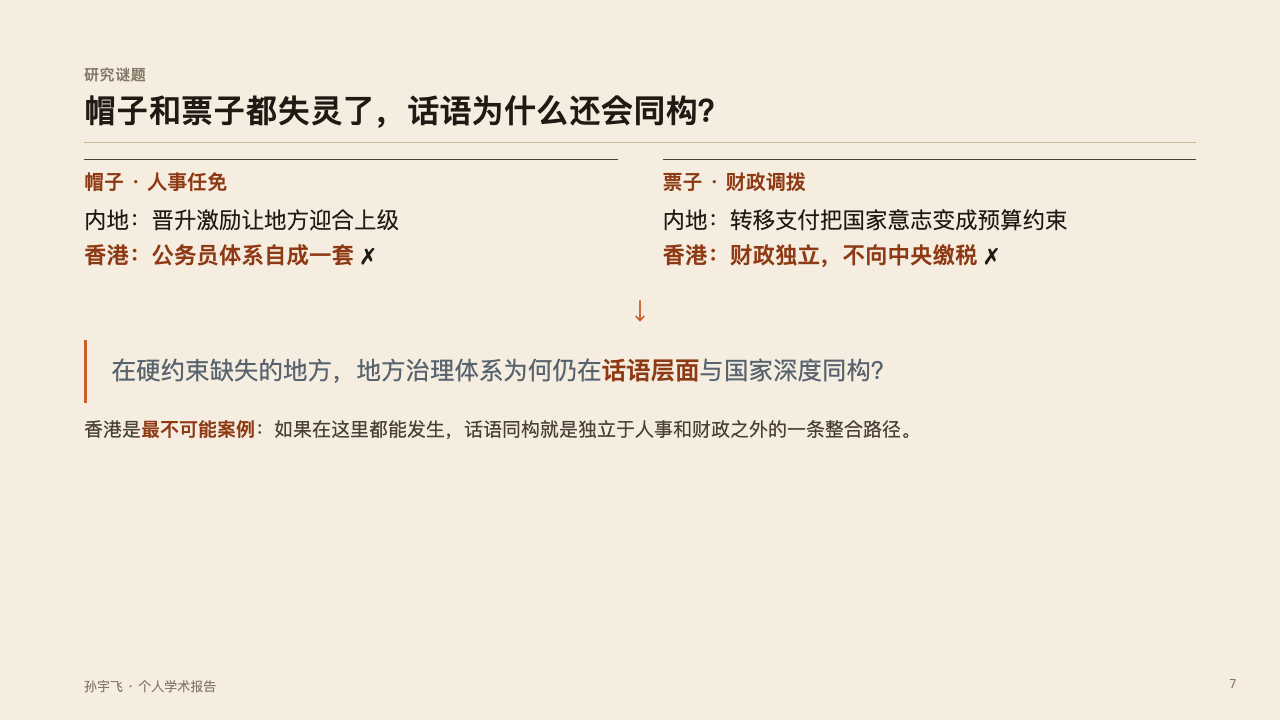 研究谜题
帽子和票子都失灵了，话语为什么还会同构？
帽子 · 人事任免
内地：晋升激励让地方迎合上级
香港：公务员体系自成一套 ✗
票子 · 财政调拨
内地：转移支付把国家意志变成预算约束
香港：财政独立，不向中央缴税 ✗
↓
在硬约束缺失的地方，地方治理体系为何仍在话语层面与国家深度同构？
香港是最不可能案例：如果在这里都能发生，话语同构就是独立于人事和财政之外的一条整合路径。
孙宇飞 · 个人学术报告
7